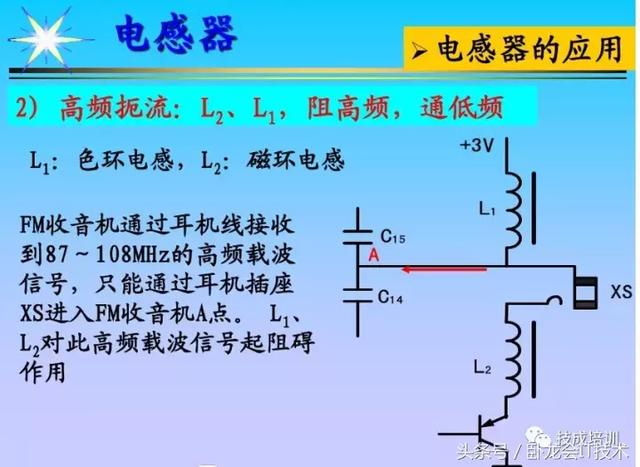 电感器
➢ 电感器的应用
2) 高频扼流：L₂、L₁，阻高频，通低频
L₁：色环电感，L₂：磁环电感
+3V
L₁
FM收音机通过耳机线接收
到87～108MHz的高频载波
信号，只能通过耳机插座
XS进入FM收音机A点。 L₁、
L₂对此高频载波信号起阻碍
作用
C₁₅
A
C₁₄
XS
L₂
技成培训
头条号／卧龙会IT技术